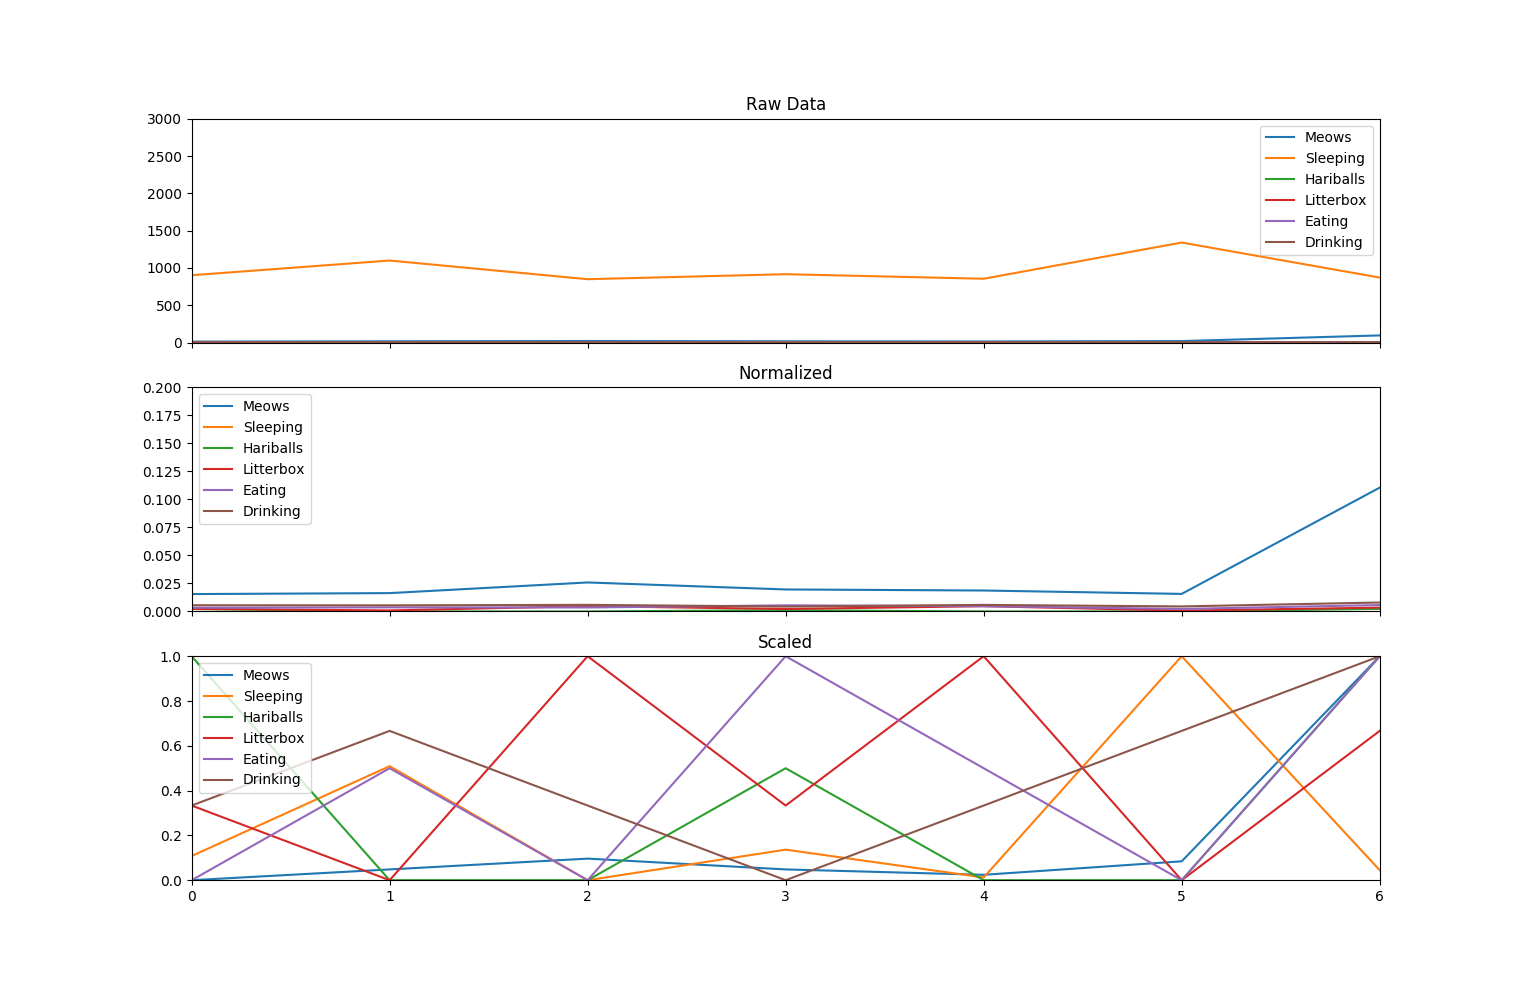 Raw Data
3000
2500
2000
1500
1000
500
0
Meows
Sleeping
Hariballs
Litterbox
Eating
Drinking
Normalized
0.200
0.175
0.150
0.125
0.100
0.075
0.050
0.025
0.000
Meows
Sleeping
Hariballs
Litterbox
Eating
Drinking
Scaled
1.0
0.8
0.6
0.4
0.2
0.0
Meows
Sleeping
Hariballs
Litterbox
Eating
Drinking
0 1 2 3 4 5 6